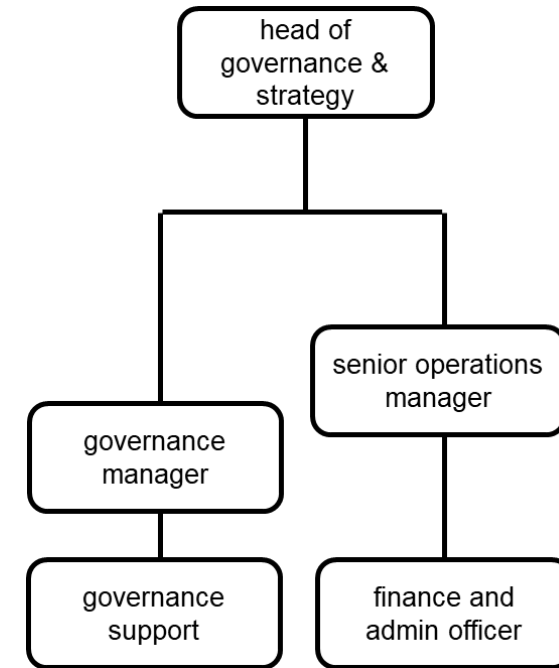 head of
governance &
strategy
senior operations
manager
governance
manager
governance
support
finance and
admin officer